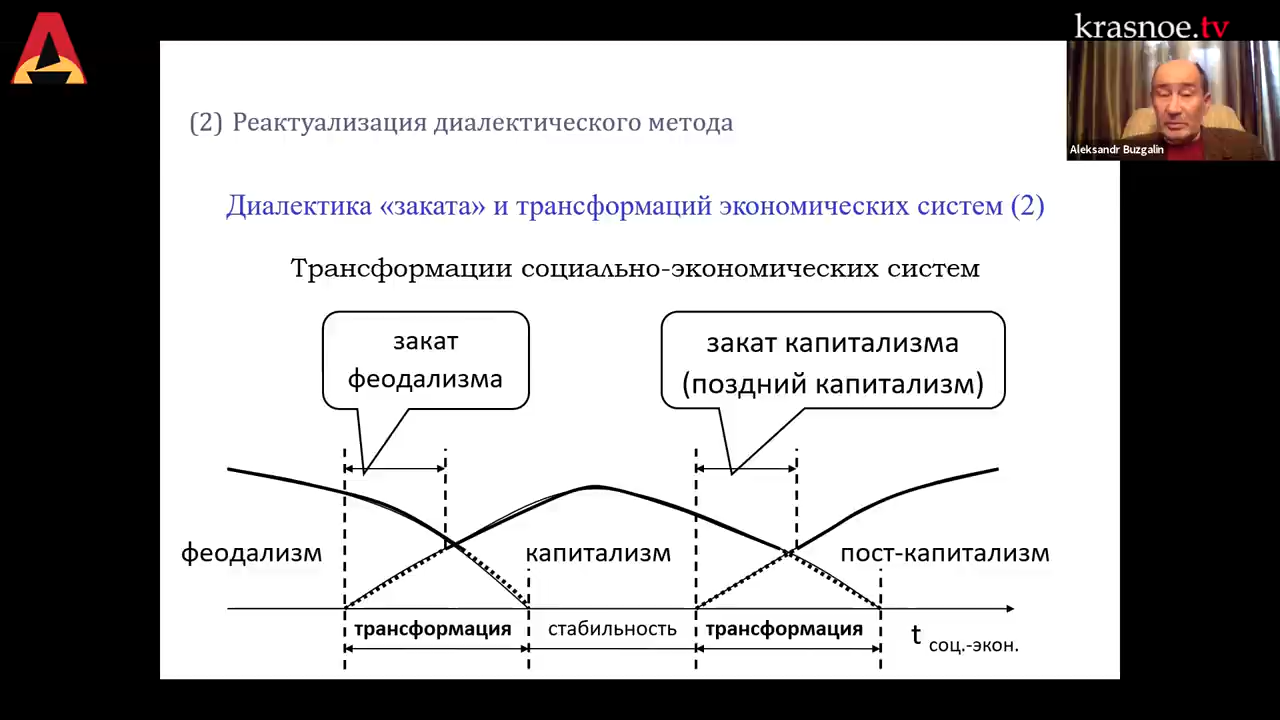 krasnoe.tv
Aleksandr Buzgalin
(2) Реактуализация диалектического метода
Диалектика «заката» и трансформаций экономических систем (2)
Трансформации социально-экономических систем
закат
феодализма
закат капитализма
(поздний капитализм)
феодализм
капитализм
пост-капитализм
трансформация
стабильность
трансформация
t соц.-экон.